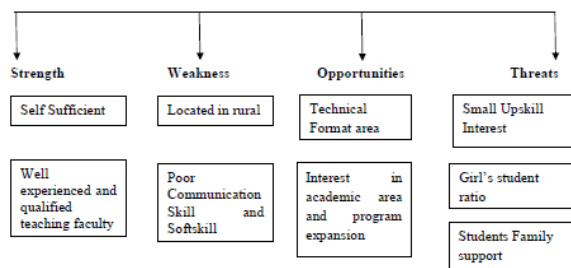 Strength
Weakness
Opportunities
Threats
Self Sufficient
Located in rural
Technical
Format area
Small Upskill
Interest
Well
experienced and
qualified
teaching faculty
Poor
Communication
Skill and
Softskill
Interest in
academic area
and program
expansion
Girl's student
ratio
Students Family
support